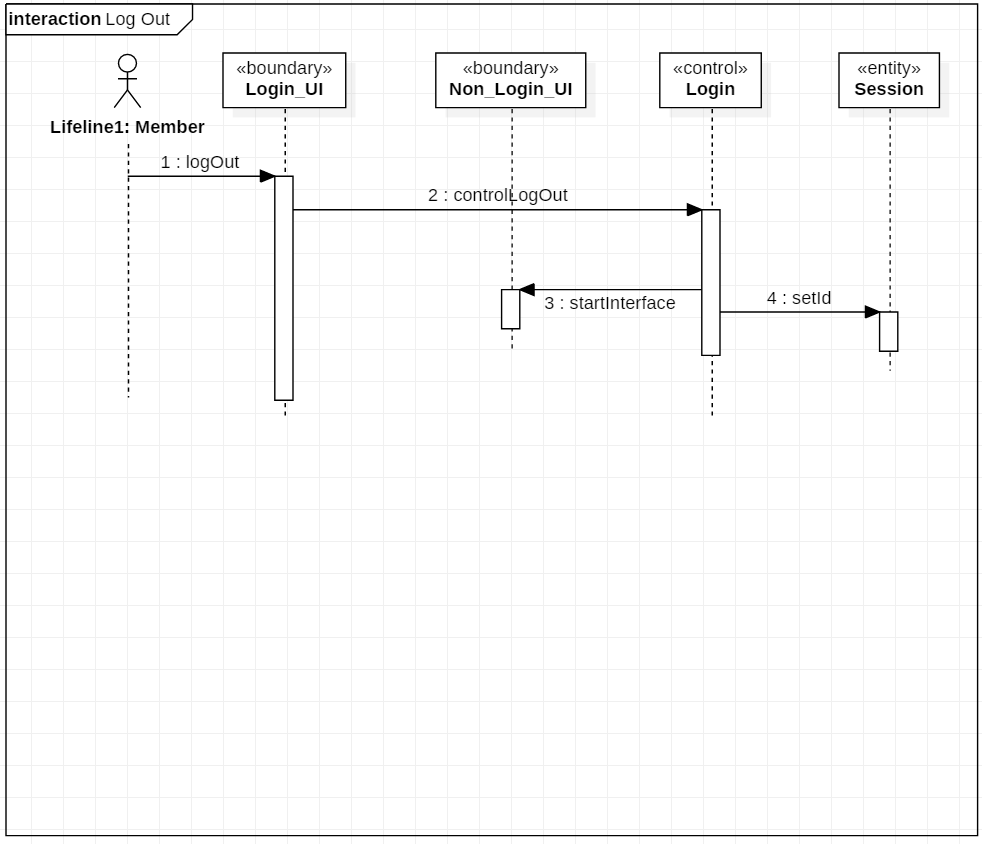 interaction Log Out
«boundary»
Login_UI
«boundary»
Non_Login_UI
«control»
Login
«entity»
Session
Lifeline1: Member
1 : logOut
2 : controlLogOut
3 : startInterface
4 : setId